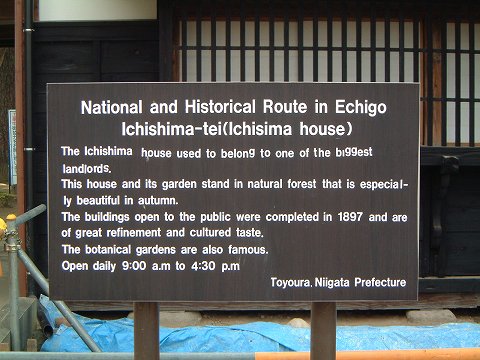 National and Historical Route in Echigo
Ichishima-tei(Ichisima house)
The Ichishima house used to belong to one of the biggest
landlords.
This house and its garden stand in natural forest that is especial-
ly beautiful in autumn.
The buildings open to the public were completed in 1897 and are
of great refinement and cultured taste.
The botanical gardens are also famous.
Open daily 9:00 a.m to 4:30 p.m
Toyoura, Niigata Prefecture